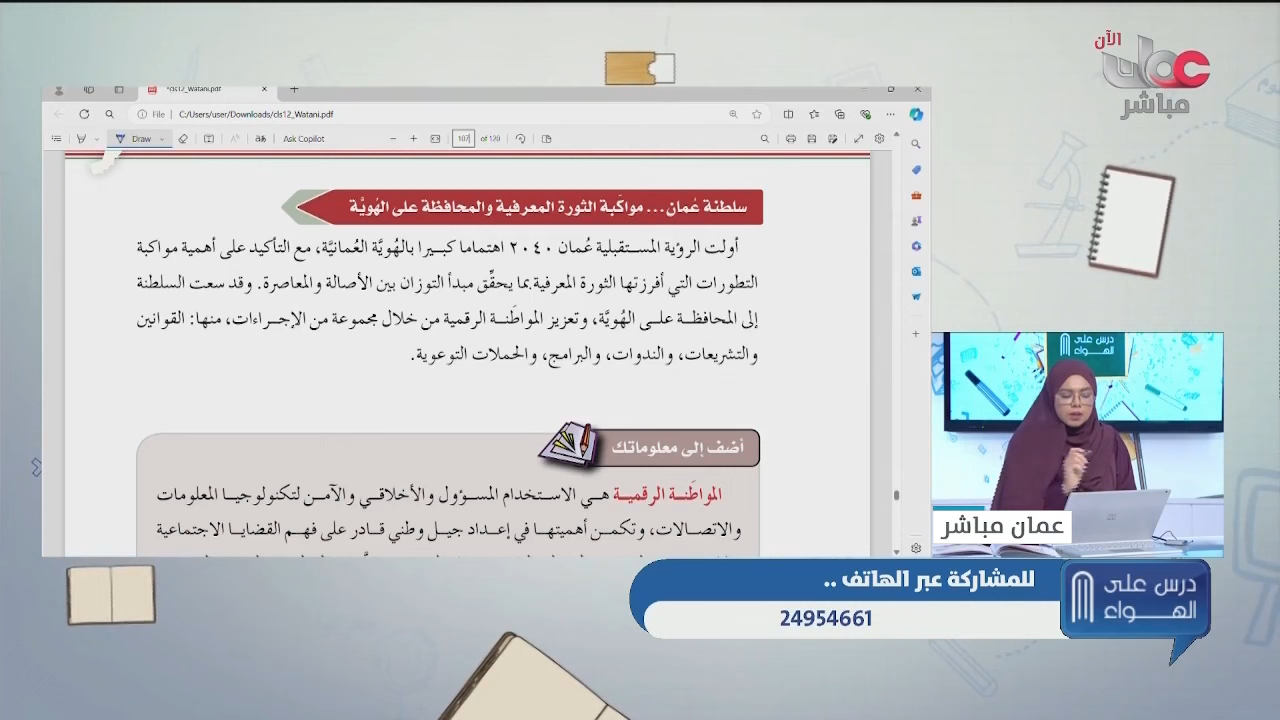 الآن
عمان
مباشر
cls12_Watani.pdf
File C:/Users/user/Downloads/cls12_Watani.pdf
Draw Ask Copilot 107 of 120
سلطنة عُمان... مواكَبة الثورة المعرفية والمحافظة على الهُويَّة
أولت الرؤية المستقبلية عُمان ٢٠٤٠ اهتماما كبيرا بالهُويَّة العُمانيَّة، مع التأكيد على أهمية مواكبة
التطورات التي أفرزتها الثورة المعرفية بما يحقِّق مبدأ التوازن بين الأصالة والمعاصرة. وقد سعت السلطنة
إلى المحافظة على الهُويَّة، وتعزيز المواطَنة الرقمية من خلال مجموعة من الإجراءات، منها: القوانين
والتشريعات، والندوات، والبرامج، والحملات التوعوية.
أضف إلى معلوماتك
المواطَنة الرقمية هي الاستخدام المسؤول والأخلاقي والآمن لتكنولوجيا المعلومات
والاتصالات، وتكمن أهميتها في إعداد جيل وطني قادر على فهم القضايا الاجتماعية
درس على
الهواء
عمان مباشر
للمشاركة عبر الهاتف ..
24954661
درس على
الهـــواء